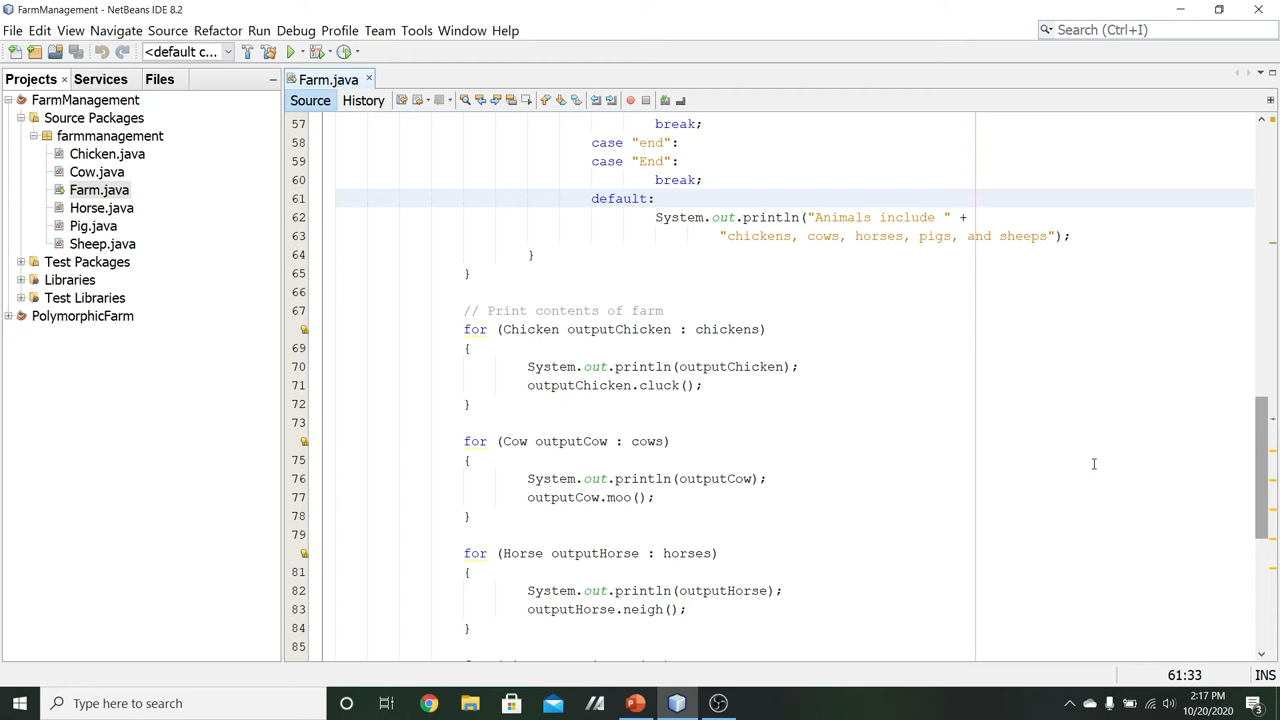 FarmManagement - NetBeans IDE 8.2
File Edit View Navigate Source Refactor Run Debug Profile Team Tools Window Help
Search (Ctrl+I)
<default c...
Projects Services Files
Farm.java
Source History
FarmManagement
Source Packages
farmmanagement
Chicken.java
Cow.java
Farm.java
Horse.java
Pig.java
Sheep.java
Test Packages
Libraries
Test Libraries
PolymorphicFarm
57 break;
58 case "end":
59 case "End":
60 break;
61 default:
62 System.out.println("Animals include " +
63 "chickens, cows, horses, pigs, and sheeps");
64 }
65 }
66
67 // Print contents of farm
for (Chicken outputChicken : chickens)
69 {
70 System.out.println(outputChicken);
71 outputChicken.cluck();
72 }
73
for (Cow outputCow : cows)
75 {
76 System.out.println(outputCow);
77 outputCow.moo();
78 }
79
for (Horse outputHorse : horses)
81 {
82 System.out.println(outputHorse);
83 outputHorse.neigh();
84 }
85
61:33 INS
Type here to search
2:17 PM
10/20/2020
3